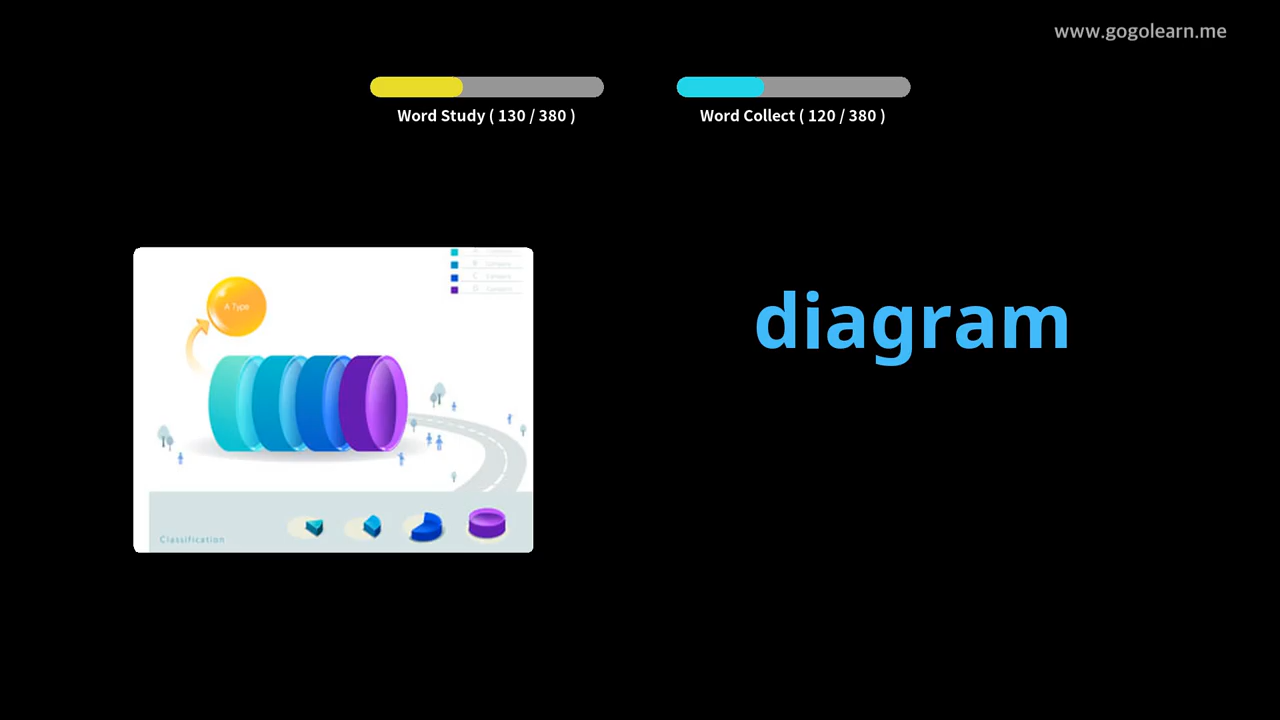 www.gogolearn.me
Word Study ( 130 / 380 )
Word Collect ( 120 / 380 )
A Type
diagram
Classification